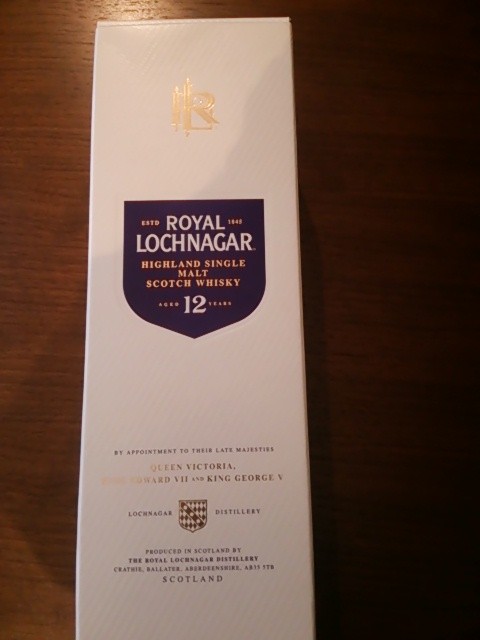 LR
ESTD ROYAL 1845
LOCHNAGAR
HIGHLAND SINGLE
MALT
SCOTCH WHISKY
AGED 12 YEARS
BY APPOINTMENT TO THEIR LATE MAJESTIES
QUEEN VICTORIA,
KING EDWARD VII AND KING GEORGE V
LOCHNAGAR DISTILLERY
PRODUCED IN SCOTLAND BY
THE ROYAL LOCHNAGAR DISTILLERY
CRATHIE, BALLATER, ABERDEENSHIRE, AB35 5TB
SCOTLAND